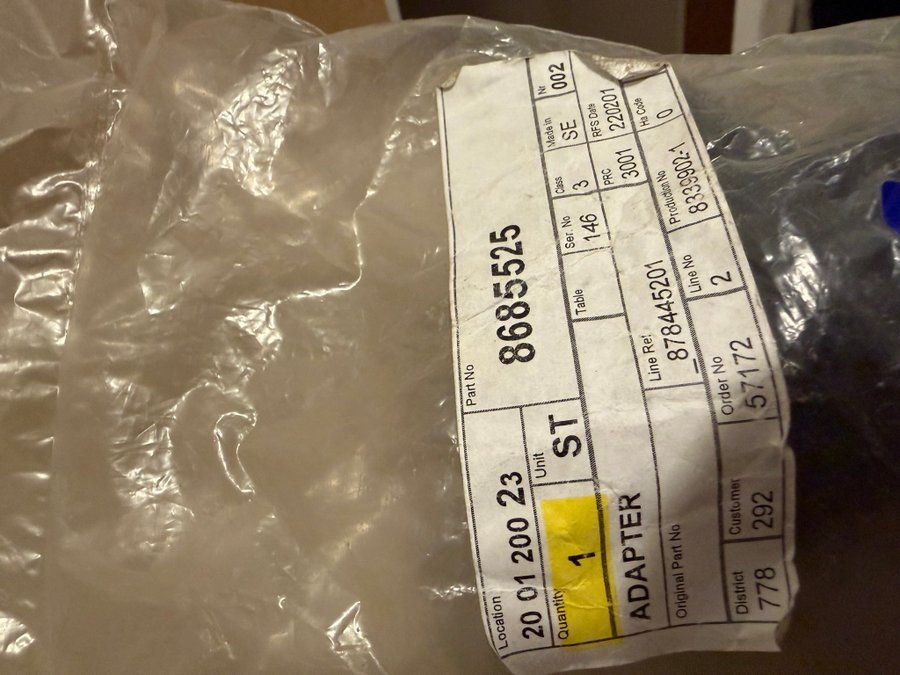 Location Part No
20 01 200 23 8685525
Quantity Unit Table Ser. No Class Made in Nr
1 ST 146 3 SE 002
ADAPTER PRC RFS Date
3001 220201
Original Part No Line Ref Production No Ha Code
_878445201 8339902-1 0
District Customer Order No Line No
778 292 57172 2